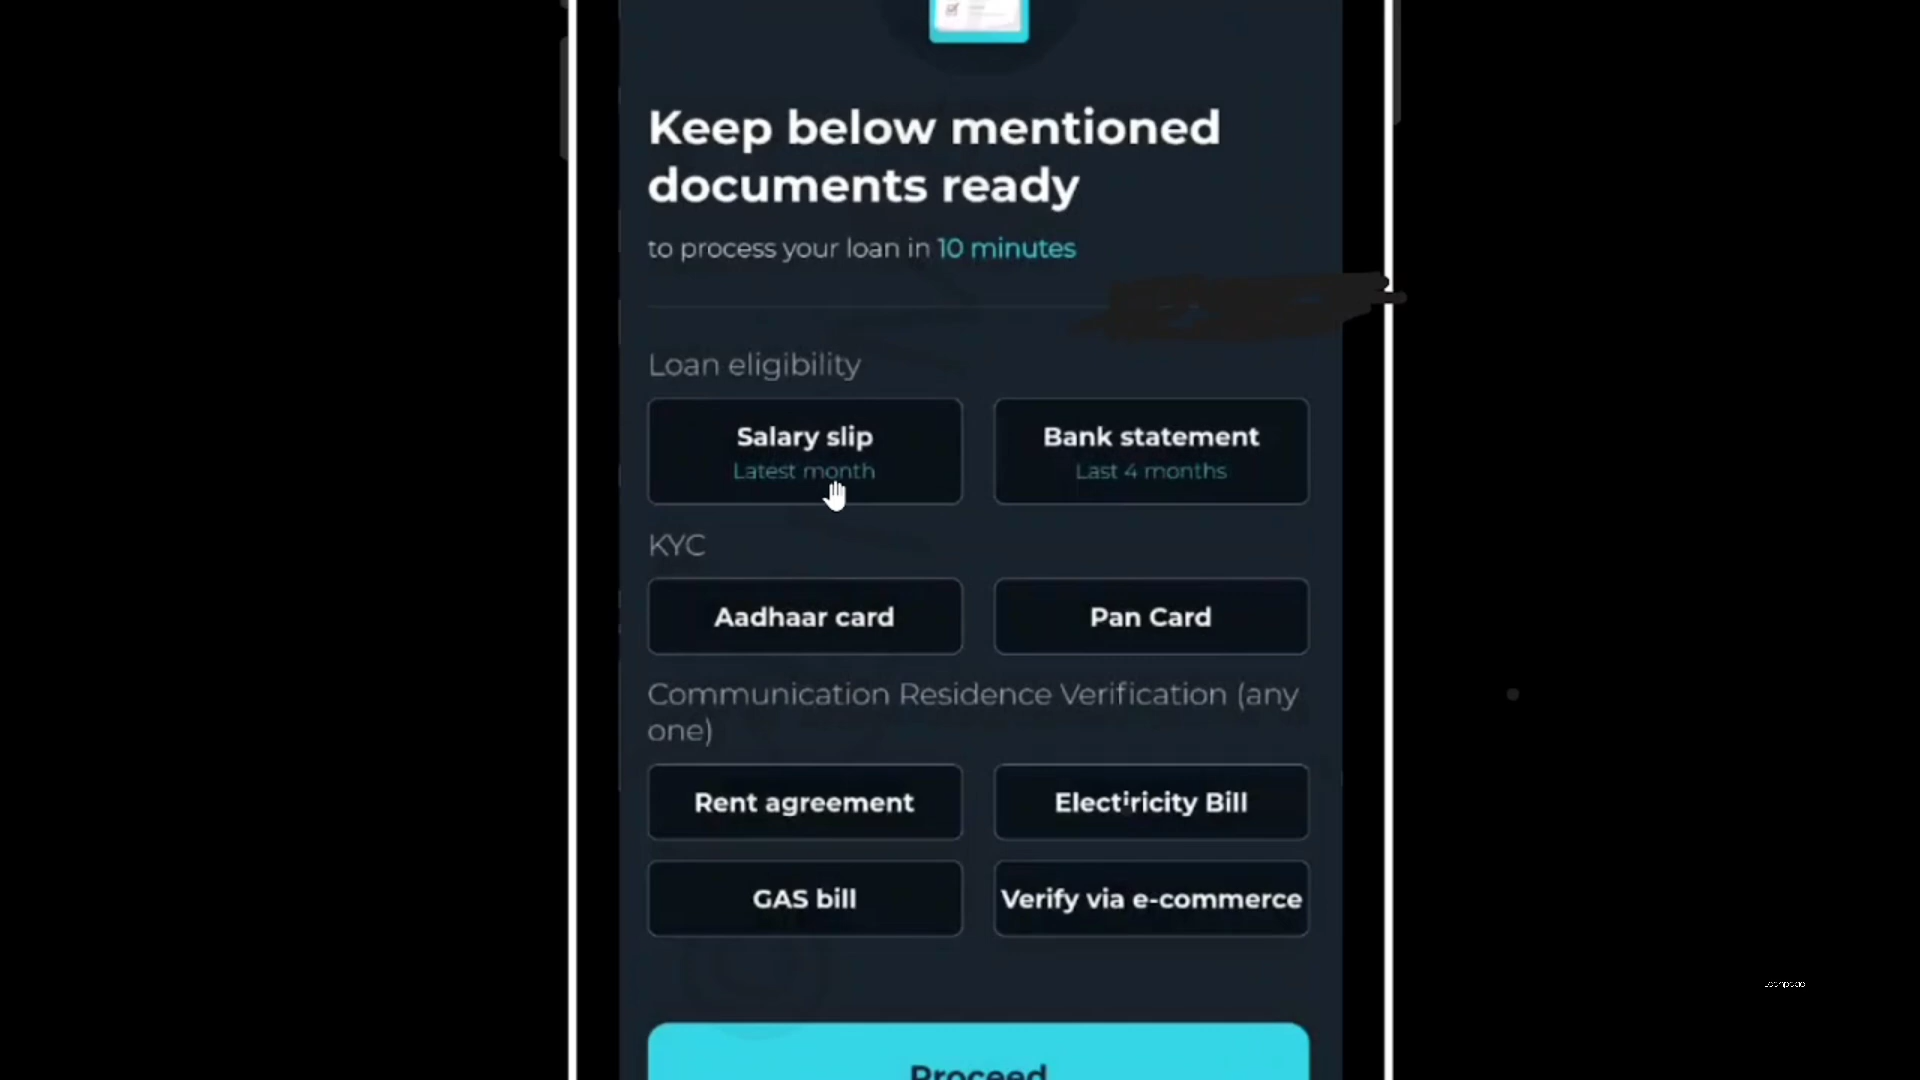 Keep below mentioned
documents ready
to process your loan in 10 minutes
Loan eligibility
Salary slip
Latest month
Bank statement
Last 4 months
KYC
Aadhaar card
Pan Card
Communication Residence Verification (any
one)
Rent agreement
Electricity Bill
GAS bill
Verify via e-commerce
Proceed